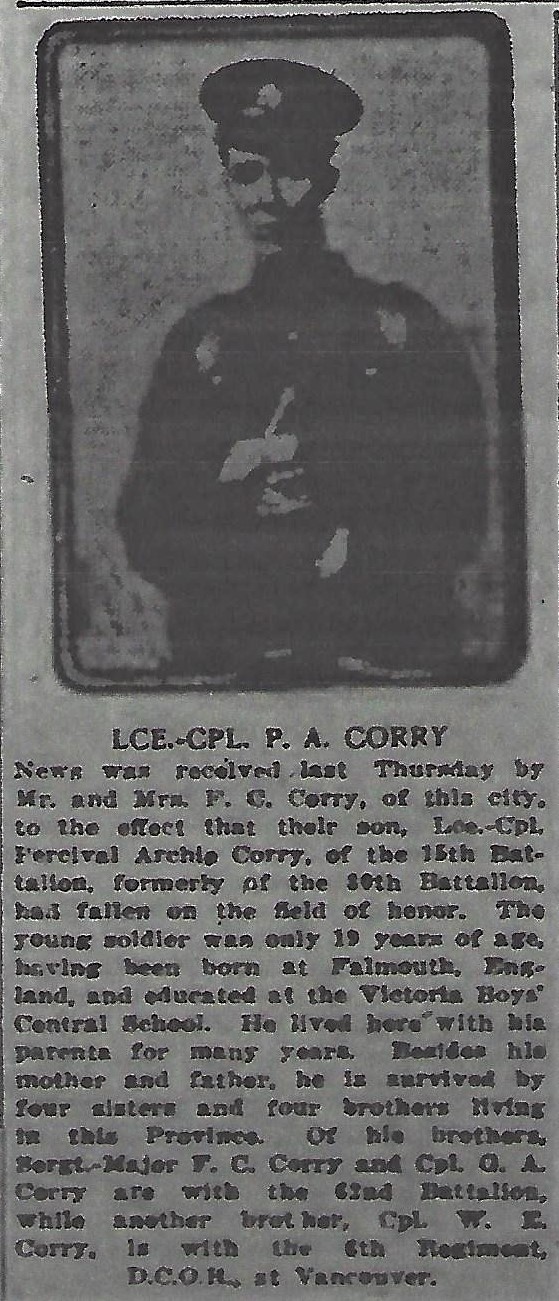 LCE.-CPL. P. A. CORRY
News was received last Thursday by
Mr. and Mrs. F. C. Corry, of this city,
to the effect that their son, Lce.-Cpl.
Percival Archie Corry, of the 15th Bat-
talion, formerly of the 30th Battalion,
had fallen on the field of honor. The
young soldier was only 19 years of age,
having been born at Falmouth, Eng-
land, and educated at the Victoria Boys'
Central School. He lived here with his
parents for many years. Besides his
mother and father, he is survived by
four sisters and four brothers living
in this Province. Of his brothers,
Sergt.-Major F. C. Corry and Cpl. G. A.
Corry are with the 62nd Battalion,
while another brother, Cpl. W. E.
Corry, is with the 6th Regiment,
D.C.O.R., at Vancouver.